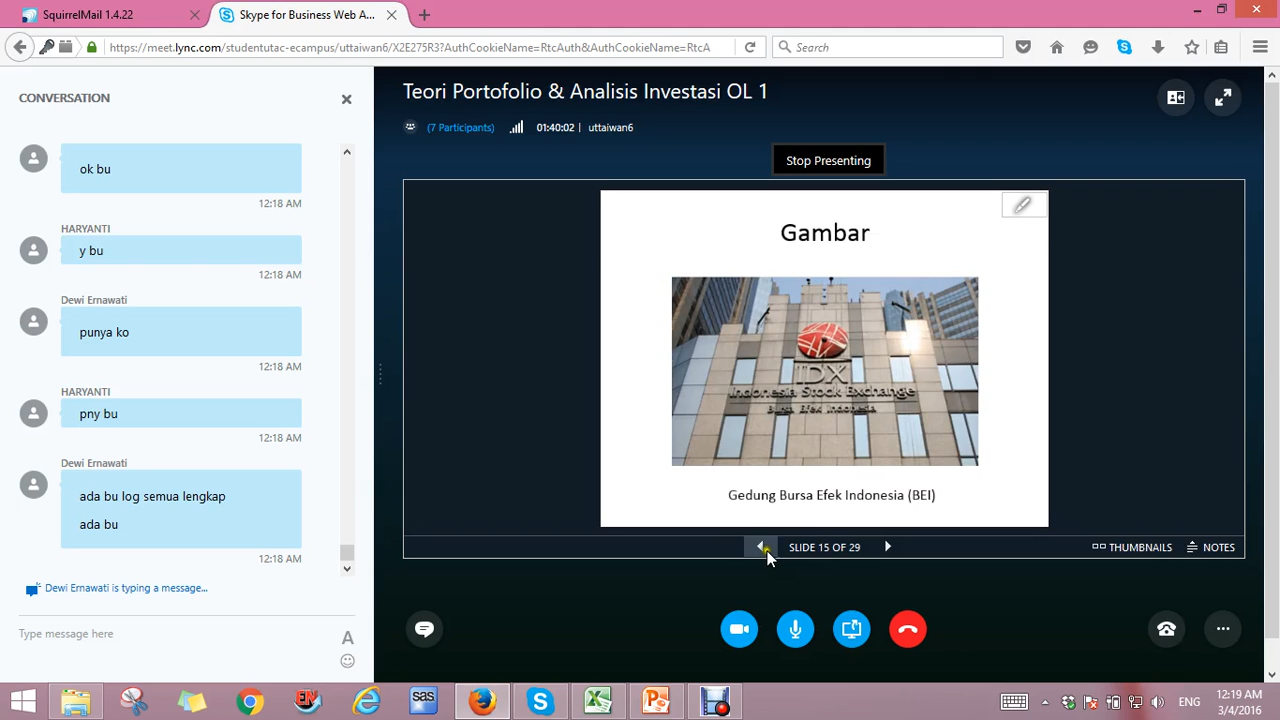 SquirrelMail 1.4.22
Skype for Business Web A...
https://meet.lync.com/studentutac-ecampus/uttaiwan6/X2E275R3?AuthCookieName=RtcAuth&AuthCookieName=RtcA
Search
CONVERSATION
ok bu
12:18 AM
HARYANTI
y bu
12:18 AM
Dewi Ernawati
punya ko
12:18 AM
HARYANTI
pny bu
12:18 AM
Dewi Ernawati
ada bu log semua lengkap
ada bu
12:18 AM
Dewi Ernawati is typing a message...
Type message here
A
Teori Portofolio & Analisis Investasi OL 1
(7 Participants)
01:40:02 | uttaiwan6
Stop Presenting
Gambar
IDX
Indonesia Stock Exchange
Bursa Efek Indonesia
Gedung Bursa Efek Indonesia (BEI)
SLIDE 15 OF 29
THUMBNAILS
NOTES
EN
sas
ENG
12:19 AM
3/4/2016